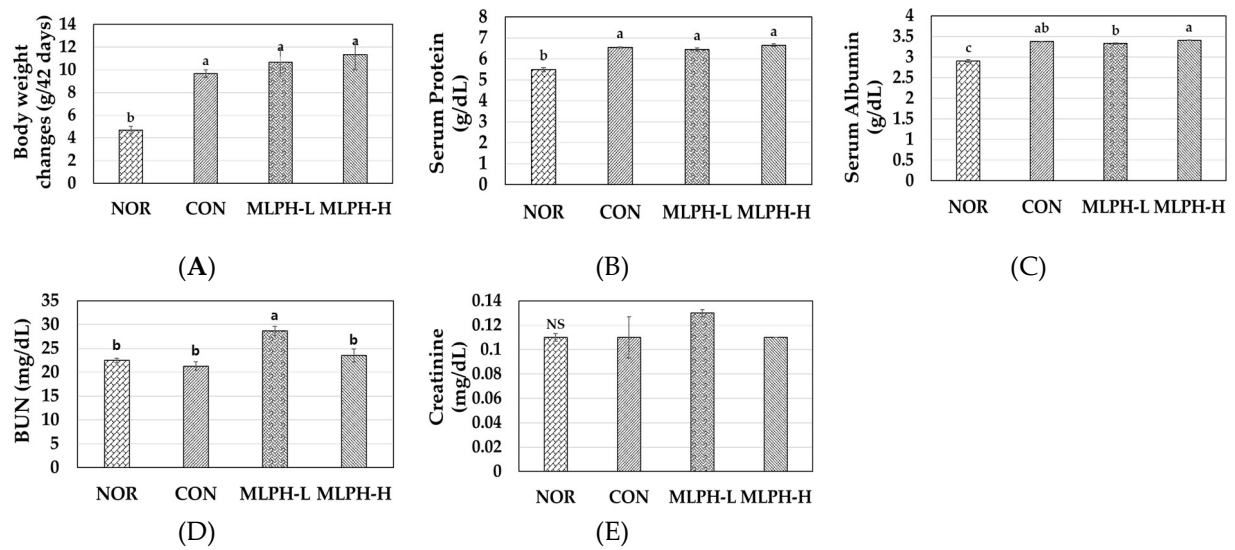 Body weight
changes (g/42 days)
14
12
10
8
6
4
2
0
b
a
a
a
NOR CON MLPH-L MLPH-H
(A)
Serum Protein
(g/dL)
8
7
6
5
4
3
2
1
0
b
a
a
a
NOR CON MLPH-L MLPH-H
(B)
Serum Albumin
(g/dL)
4
3.5
3
2.5
2
1.5
1
0.5
0
c
ab
b
a
NOR CON MLPH-L MLPH-H
(C)
BUN (mg/dL)
35
30
25
20
15
10
5
0
b
b
a
b
NOR CON MLPH-L MLPH-H
(D)
Creatinine
(mg/dL)
0.14
0.12
0.1
0.08
0.06
0.04
0.02
0
NS
NOR CON MLPH-L MLPH-H
(E)